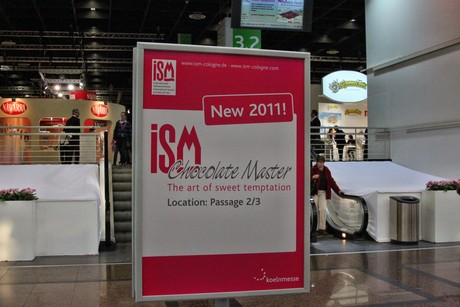 3.2
www.ism-cologne.de - www.ism-cologne.com
ISM
New 2011!
ISM
Chocolate Master
The art of sweet temptation
Location: Passage 2/3
koelnmesse